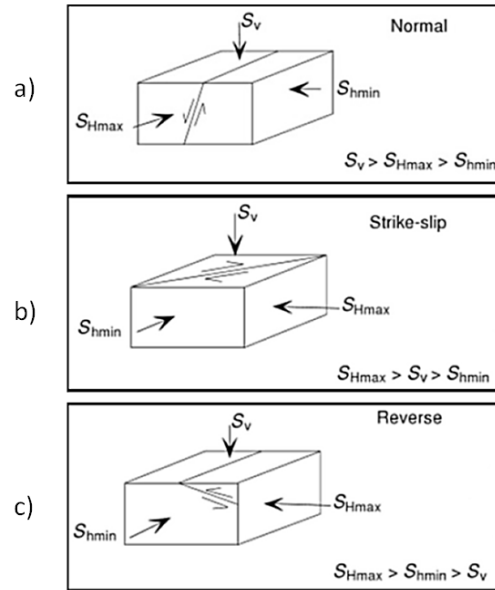 a)
Normal
Sv
Shmin
SHmax
Sv > SHmax > Shmin
b)
Strike-slip
Sv
Shmin
SHmax
SHmax > Sv > Shmin
c)
Reverse
Sv
Shmin
SHmax
SHmax > Shmin > Sv